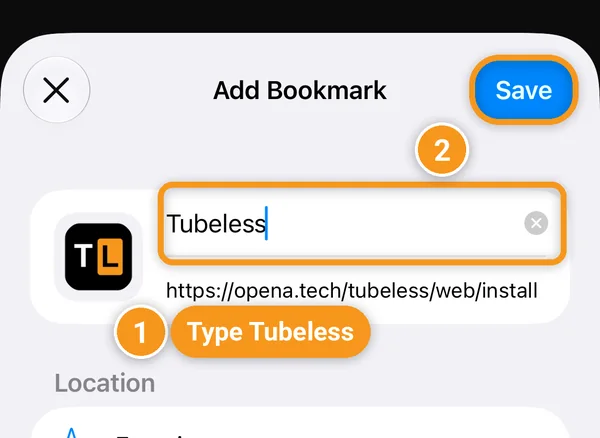 Add Bookmark
Save
2
Tubeless
TL
https://opena.tech/tubeless/web/install
1 Type Tubeless
Location